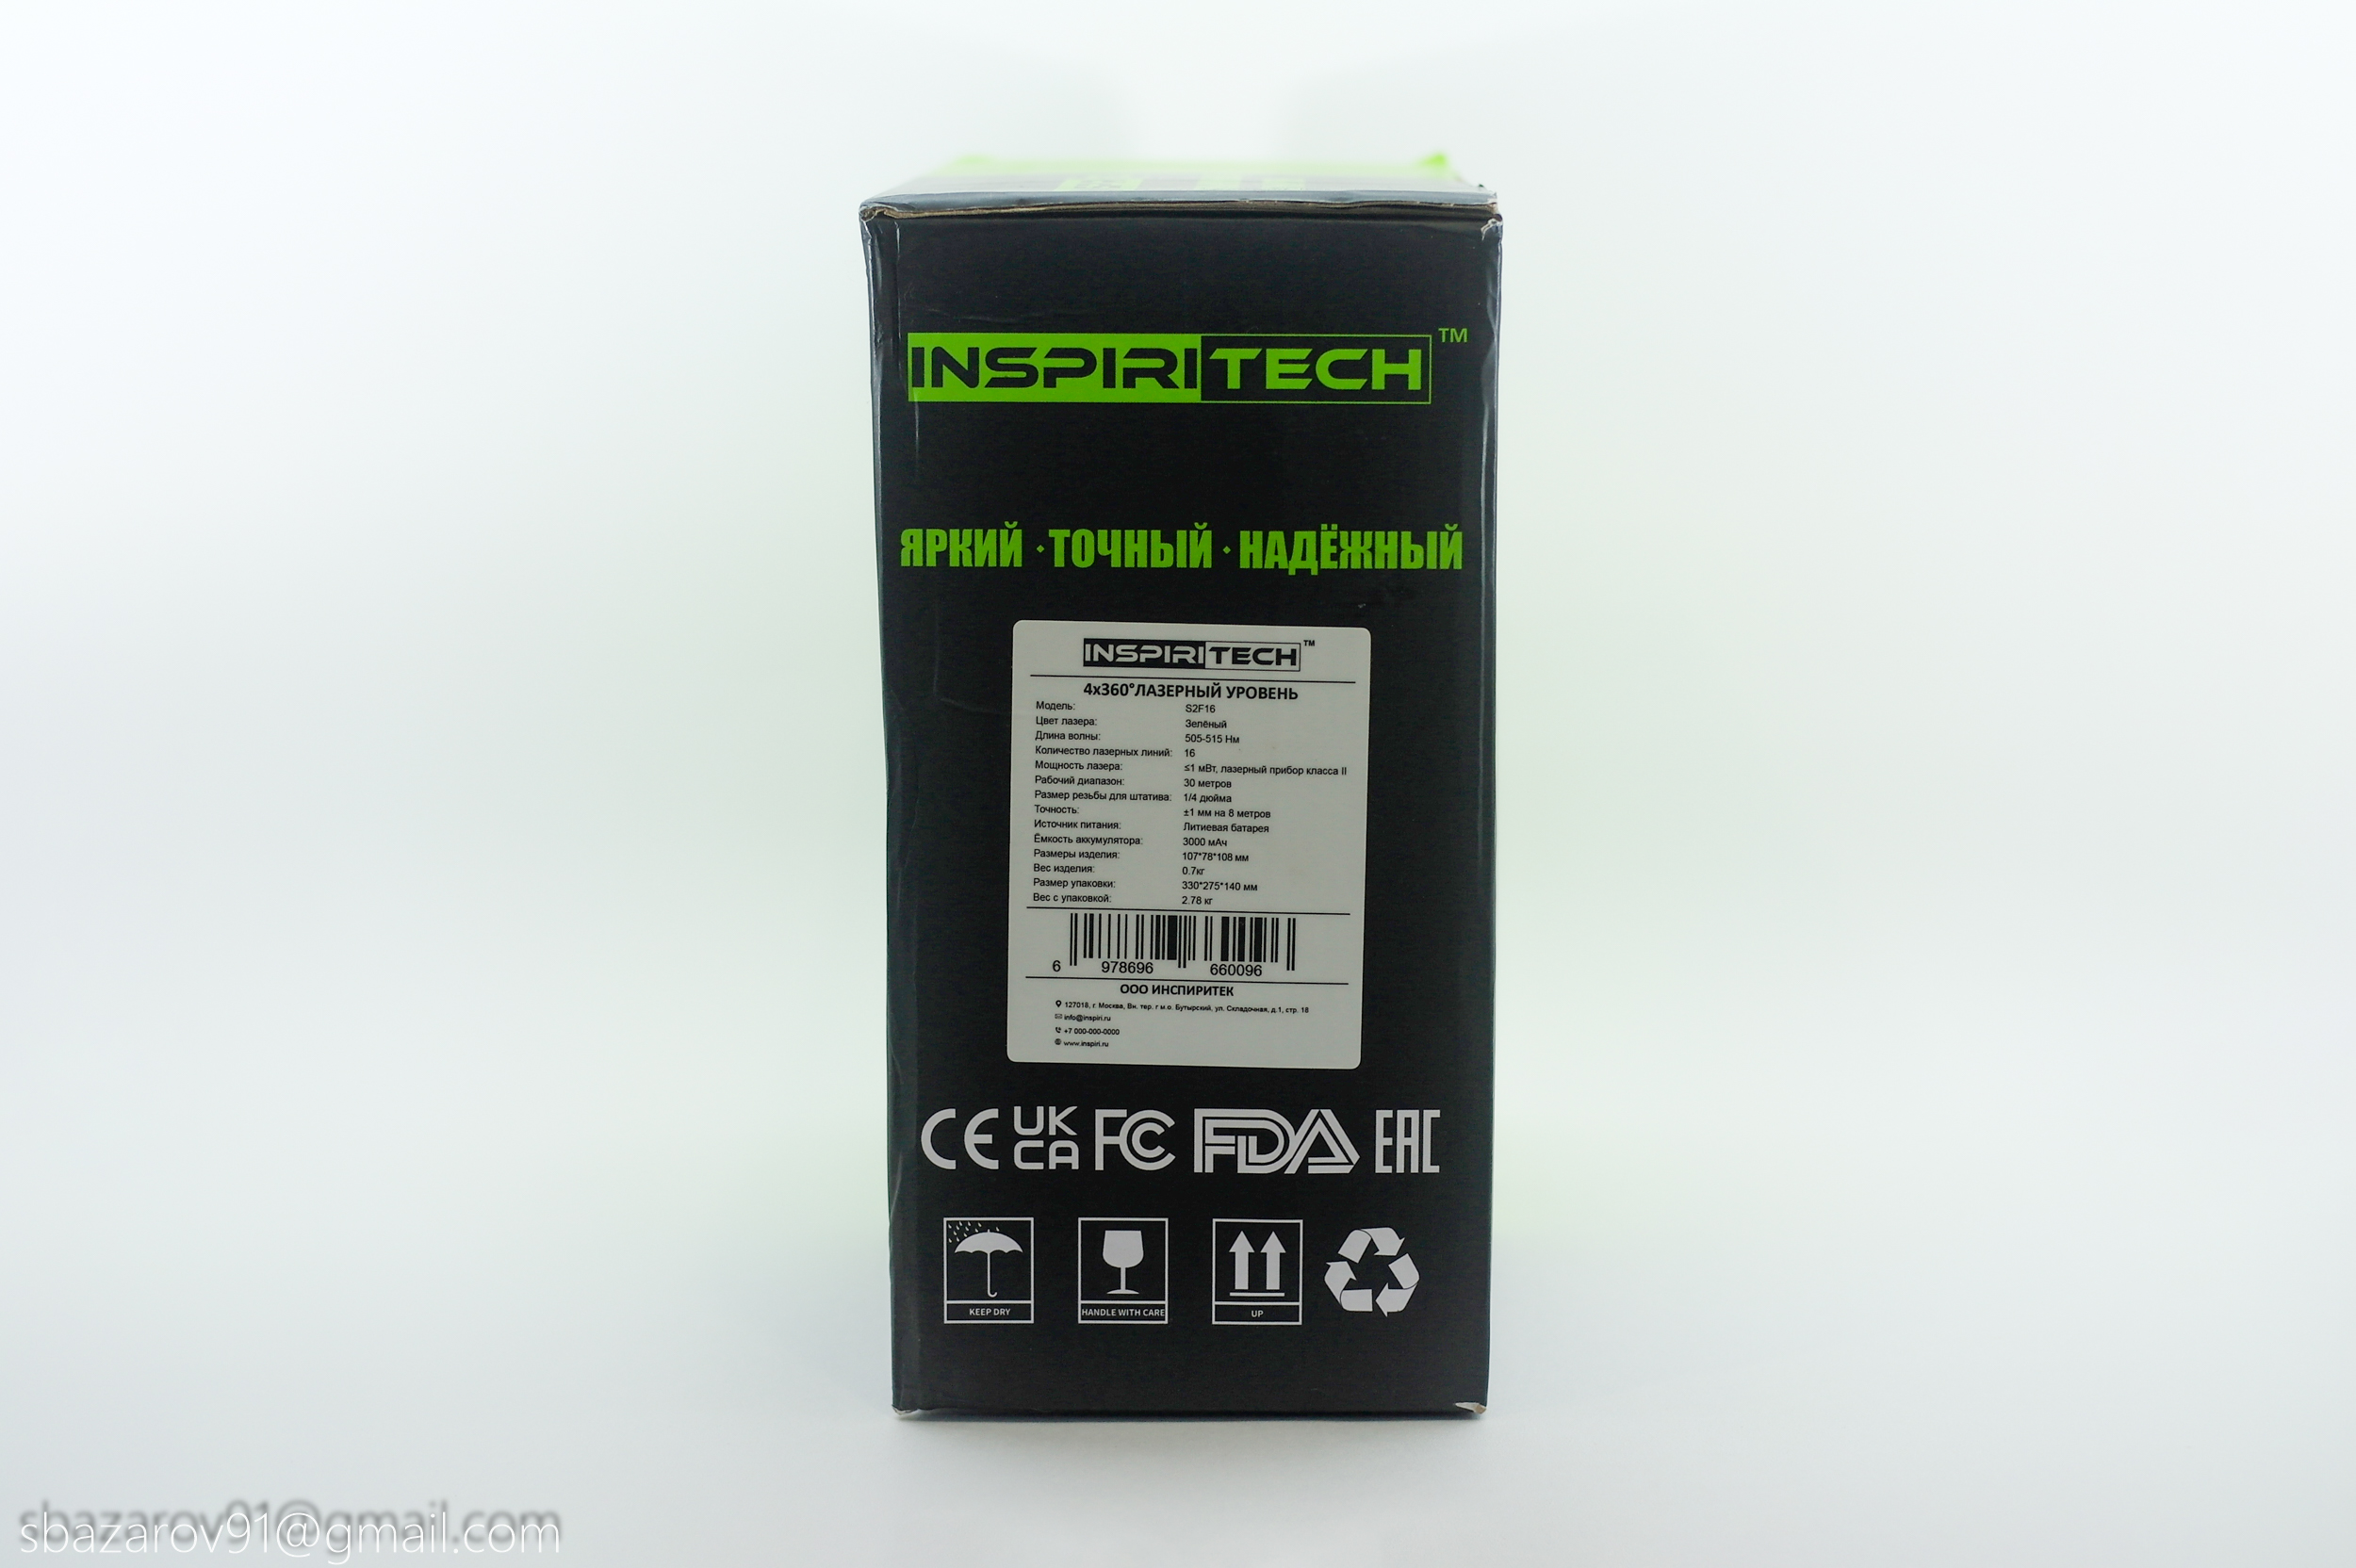 INSPIRITECH™
ЯРКИЙ · ТОЧНЫЙ · НАДЁЖНЫЙ
INSPIRITECH™
4x360°ЛАЗЕРНЫЙ УРОВЕНЬ
Модель: S2F16
Цвет лазера: Зелёный
Длина волны: 505-515 Нм
Количество лазерных линий: 16
Мощность лазера: ≤1 мВт, лазерный прибор класса II
Рабочий диапазон: 30 метров
Размер резьбы для штатива: 1/4 дюйма
Точность: ±1 мм на 8 метров
Источник питания: Литиевая батарея
Ёмкость аккумулятора: 3000 мАч
Размеры изделия: 107*78*108 мм
Вес изделия: 0.7кг
Размер упаковки: 330*275*140 мм
Вес с упаковкой: 2.78 кг
6 978696 660096
ООО ИНСПИРИТЕК
127018, г. Москва, Вн. тер. г м.о. Бутырский, ул. Складочная, д.1, стр. 18
info@inspiri.ru
+7 000-000-0000
www.inspiri.ru
CE UK CA FC FDA EAC
KEEP DRY HANDLE WITH CARE UP
sbazarov91@gmail.com